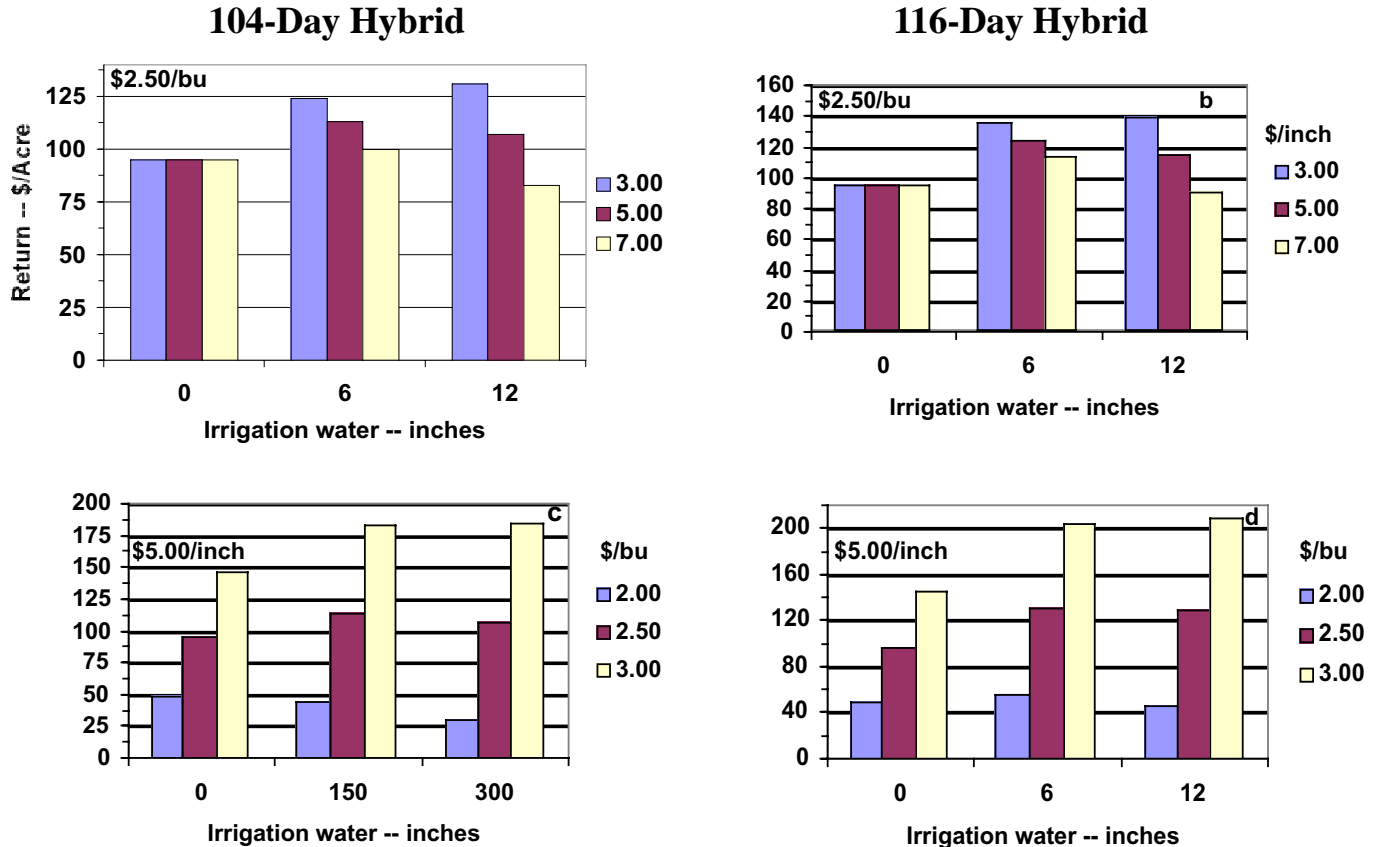 104-Day Hybrid
116-Day Hybrid
$2.50/bu
125
100
75
50
25
0
Return -- $/Acre
0 6 12
Irrigation water -- inches
3.00
5.00
7.00
$2.50/bu
b
160
140
120
100
80
60
40
20
0
0 6 12
Irrigation water -- inches
$/inch
3.00
5.00
7.00
$5.00/inch
c
200
175
150
125
100
75
50
25
0
0 150 300
Irrigation water -- inches
$/bu
2.00
2.50
3.00
$5.00/inch
d
200
160
120
80
40
0
0 6 12
Irrigation water -- inches
$/bu
2.00
2.50
3.00